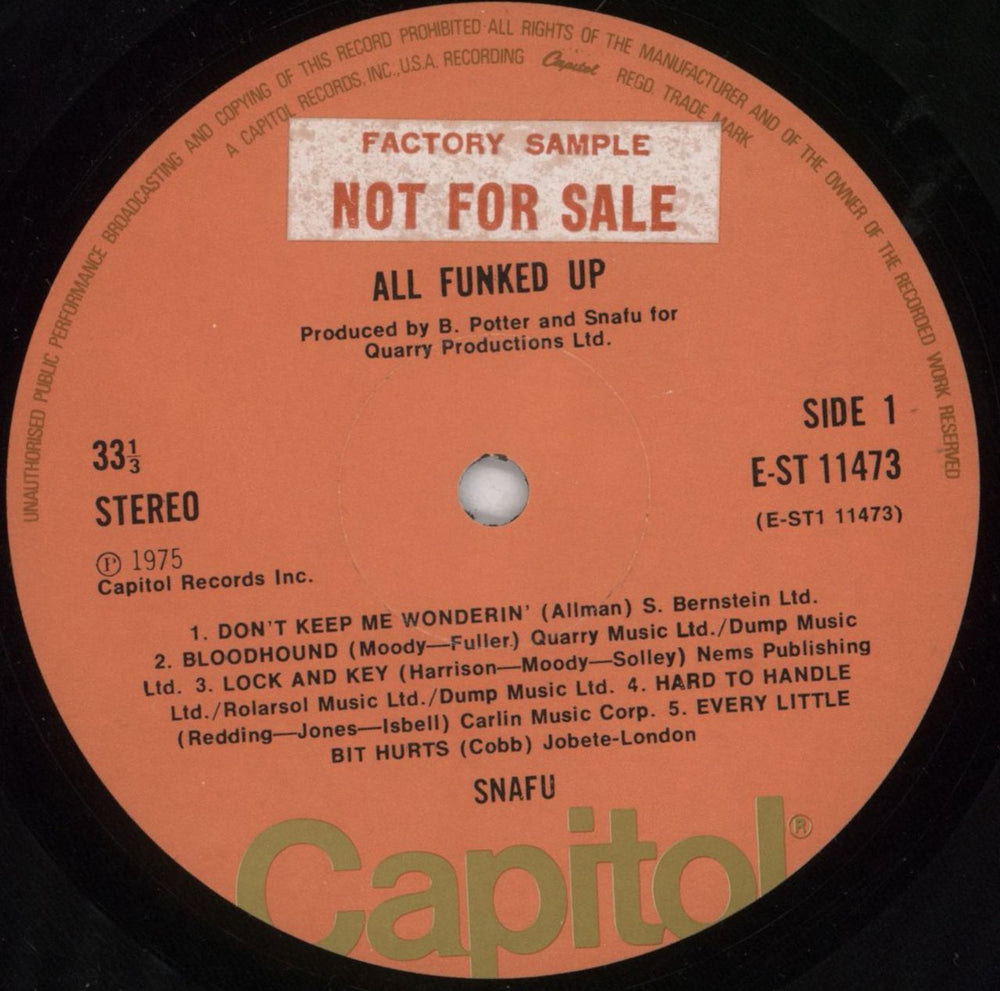 UNAUTHORISED PUBLIC PERFORMANCE BROADCASTING AND COPYING OF THIS RECORD PROHIBITED·ALL RIGHTS OF THE MANUFACTURER AND OF THE OWNER OF THE RECORDED WORK RESERVED
A CAPITOL RECORDS, INC., U.S.A. RECORDING Capitol REGD. TRADE MARK
FACTORY SAMPLE
NOT FOR SALE
ALL FUNKED UP
Produced by B. Potter and Snafu for
Quarry Productions Ltd.
33⅓
STEREO
Ⓟ 1975
Capitol Records Inc.
SIDE 1
E-ST 11473
(E-ST1 11473)
1. DON'T KEEP ME WONDERIN' (Allman) S. Bernstein Ltd.
2. BLOODHOUND (Moody—Fuller) Quarry Music Ltd./Dump Music
Ltd. 3. LOCK AND KEY (Harrison—Moody—Solley) Nems Publishing
Ltd./Rolarsol Music Ltd./Dump Music Ltd. 4. HARD TO HANDLE
(Redding—Jones—Isbell) Carlin Music Corp. 5. EVERY LITTLE
BIT HURTS (Cobb) Jobete-London
SNAFU
Capitol®